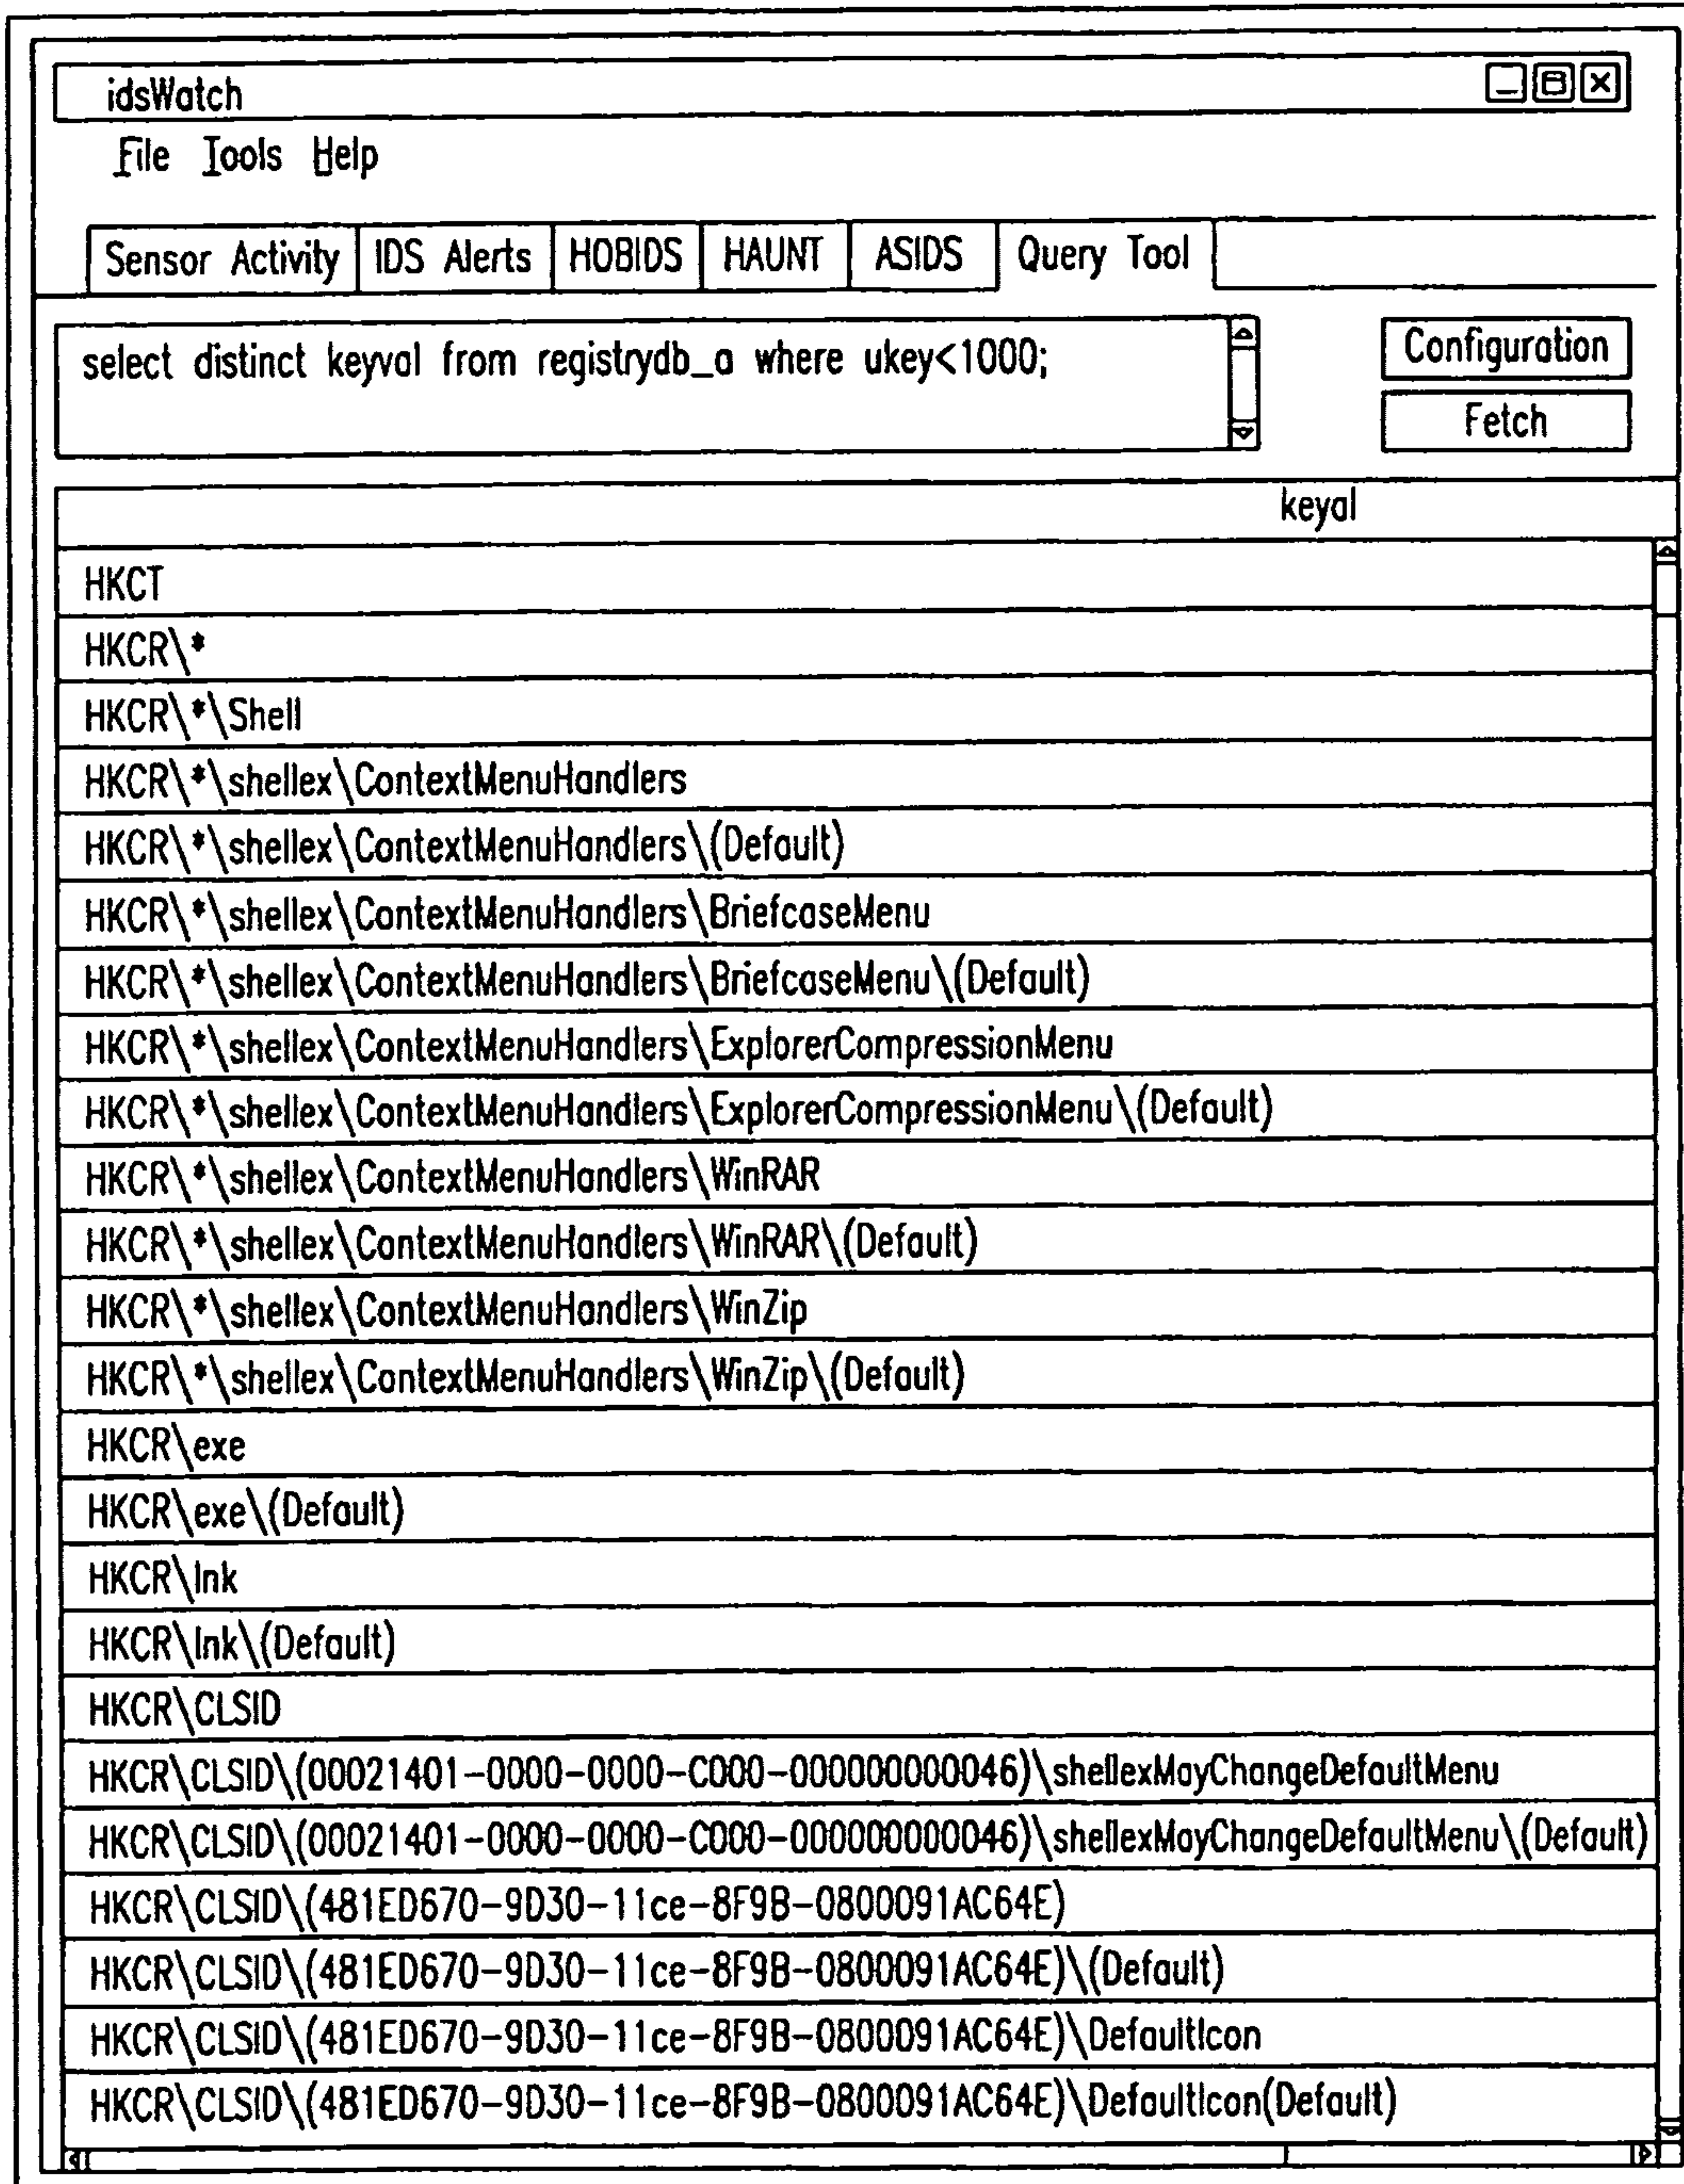 idsWatch
File Tools Help
Sensor Activity IDS Alerts HOBIDS HAUNT ASIDS Query Tool
select distinct keyval from registrydb_a where ukey<1000;
Configuration
Fetch
keyal
HKCT
HKCR\*
HKCR\*\Shell
HKCR\*\shellex\ContextMenuHandlers
HKCR\*\shellex\ContextMenuHandlers\(Default)
HKCR\*\shellex\ContextMenuHandlers\BriefcaseMenu
HKCR\*\shellex\ContextMenuHandlers\BriefcaseMenu\(Default)
HKCR\*\shellex\ContextMenuHandlers\ExplorerCompressionMenu
HKCR\*\shellex\ContextMenuHandlers\ExplorerCompressionMenu\(Default)
HKCR\*\shellex\ContextMenuHandlers\WinRAR
HKCR\*\shellex\ContextMenuHandlers\WinRAR\(Default)
HKCR\*\shellex\ContextMenuHandlers\WinZip
HKCR\*\shellex\ContextMenuHandlers\WinZip\(Default)
HKCR\exe
HKCR\exe\(Default)
HKCR\lnk
HKCR\lnk\(Default)
HKCR\CLSID
HKCR\CLSID\(00021401-0000-0000-C000-000000000046)\shellexMayChangeDefaultMenu
HKCR\CLSID\(00021401-0000-0000-C000-000000000046)\shellexMayChangeDefaultMenu\(Default)
HKCR\CLSID\(481ED670-9D30-11ce-8F9B-0800091AC64E)
HKCR\CLSID\(481ED670-9D30-11ce-8F9B-0800091AC64E)\(Default)
HKCR\CLSID\(481ED670-9D30-11ce-8F9B-0800091AC64E)\DefaultIcon
HKCR\CLSID\(481ED670-9D30-11ce-8F9B-0800091AC64E)\DefaultIcon(Default)